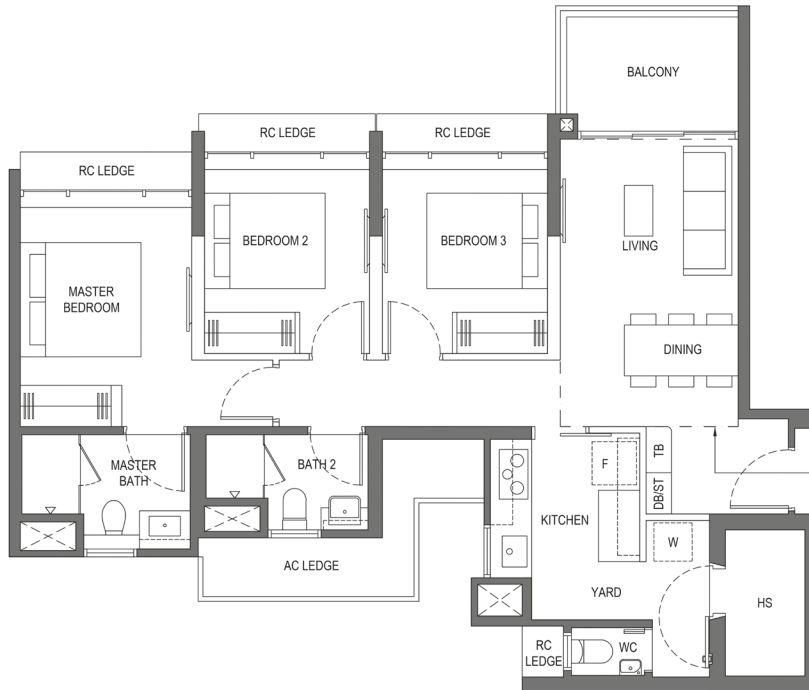 BALCONY
RC LEDGE
RC LEDGE
RC LEDGE
BEDROOM 2
BEDROOM 3
LIVING
MASTER
BEDROOM
DINING
MASTER
BATH
BATH 2
F
TB
DB/ST
KITCHEN
W
AC LEDGE
YARD
HS
RC
LEDGE
WC